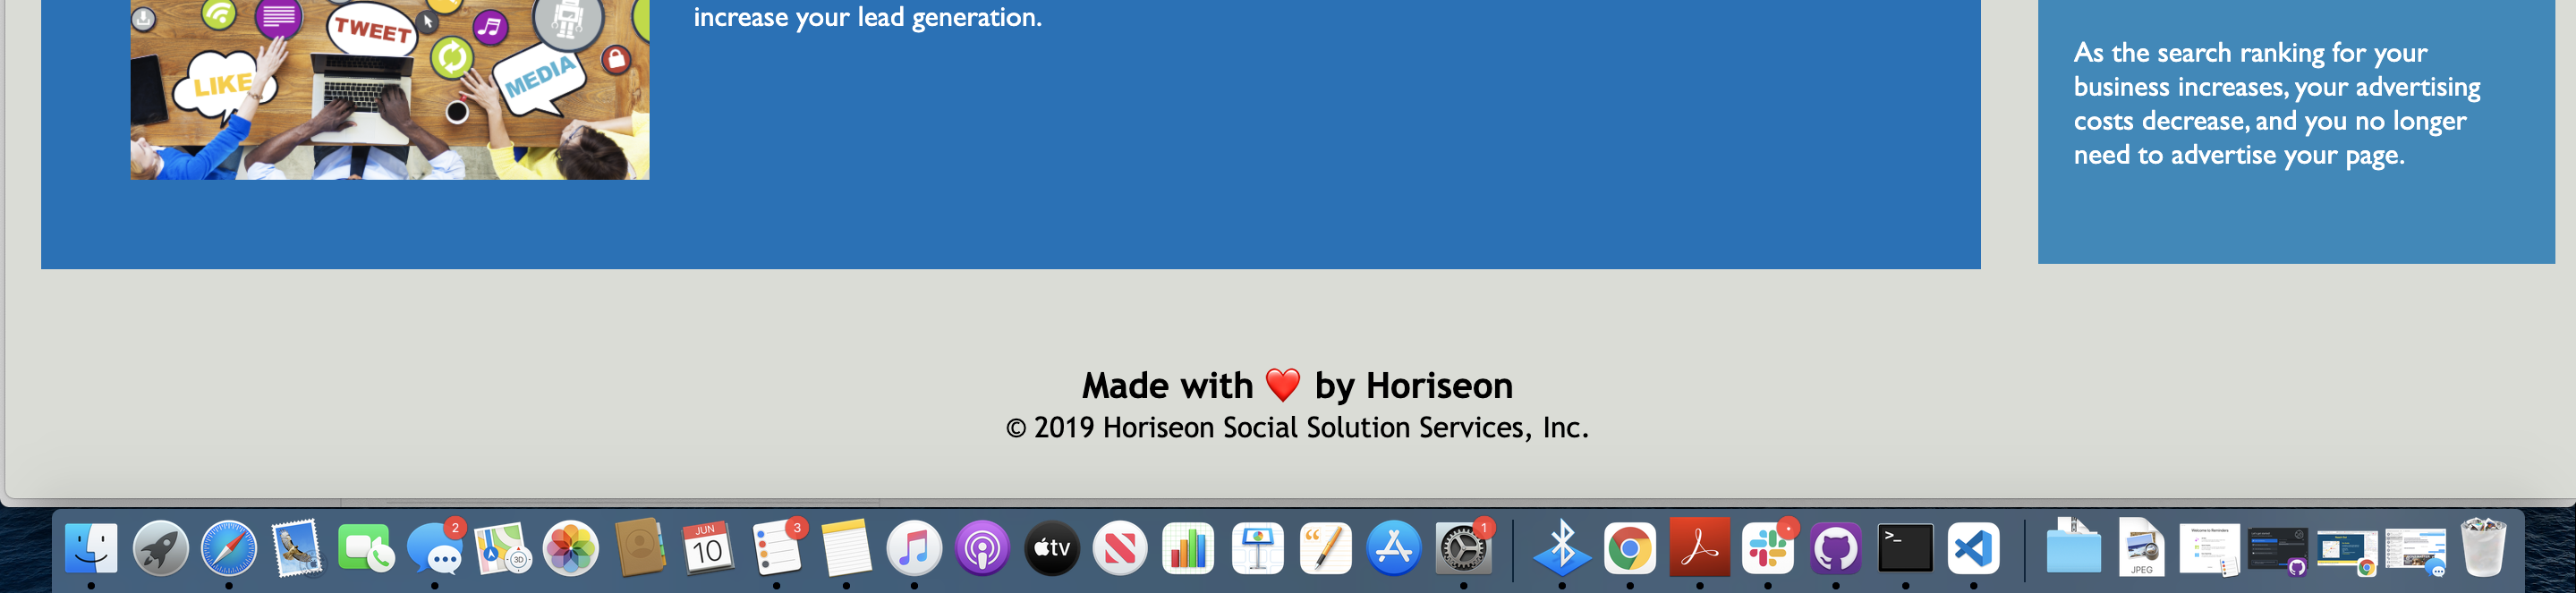 increase your lead generation.
TWEET
LIKE
MEDIA
As the search ranking for your
business increases, your advertising
costs decrease, and you no longer
need to advertise your page.
Made with ❤️ by Horiseon
© 2019 Horiseon Social Solution Services, Inc.
2
3D
JUN
10
3
tv
1
>_
JPEG